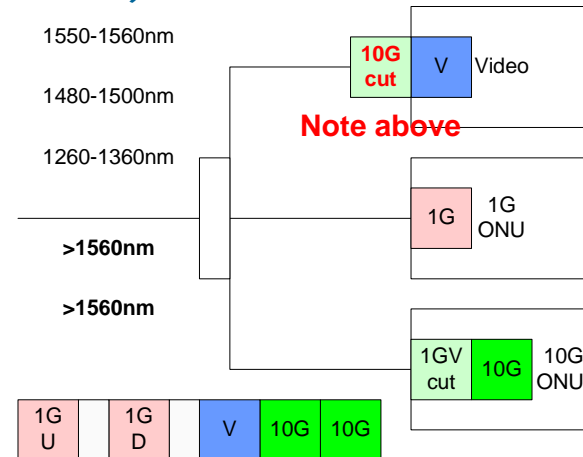 1550-1560nm
1480-1500nm
1260-1360nm
>1560nm
>1560nm
10G
cut
V
Video
Note above
1G
1G
ONU
1GV
cut
10G
10G
ONU
1G
U
1G
D
V
10G
10G